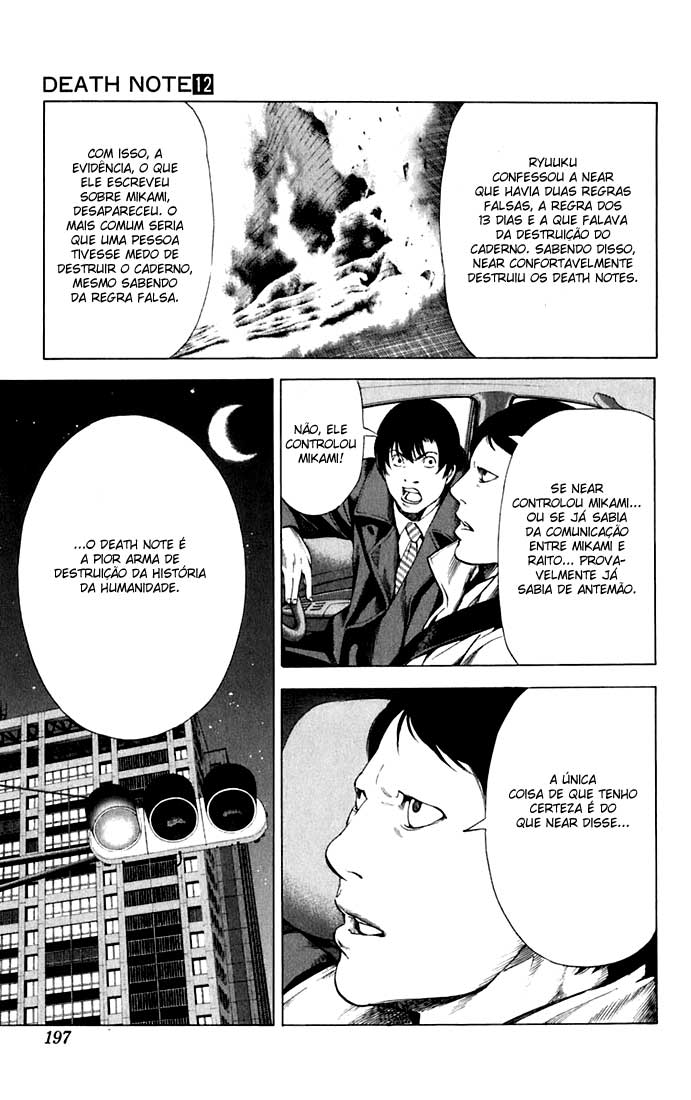 DEATH NOTE 12
RYUUKU
CONFESSOU A NEAR
QUE HAVIA DUAS REGRAS
FALSAS, A REGRA DOS
13 DIAS E A QUE FALAVA
DA DESTRUIÇÃO DO
CADERNO. SABENDO DISSO,
NEAR CONFORTAVELMENTE
DESTRUIU OS DEATH NOTES.
COM ISSO, A
EVIDÊNCIA, O QUE
ELE ESCREVEU
SOBRE MIKAMI,
DESAPARECEU. O
MAIS COMUM SERIA
QUE UMA PESSOA
TIVESSE MEDO DE
DESTRUIR O CADERNO,
MESMO SABENDO
DA REGRA FALSA.
SE NEAR
CONTROLOU MIKAMI...
OU SE JÁ SABIA
DA COMUNICAÇÃO
ENTRE MIKAMI E
RAITO... PROVA-
VELMENTE JÁ
SABIA DE ANTEMÃO.
NÃO, ELE
CONTROLOU
MIKAMI!
A ÚNICA
COISA DE QUE TENHO
CERTEZA É DO
QUE NEAR DISSE...
...O DEATH NOTE É
A PIOR ARMA DE
DESTRUIÇÃO DA HISTÓRIA
DA HUMANIDADE.
197